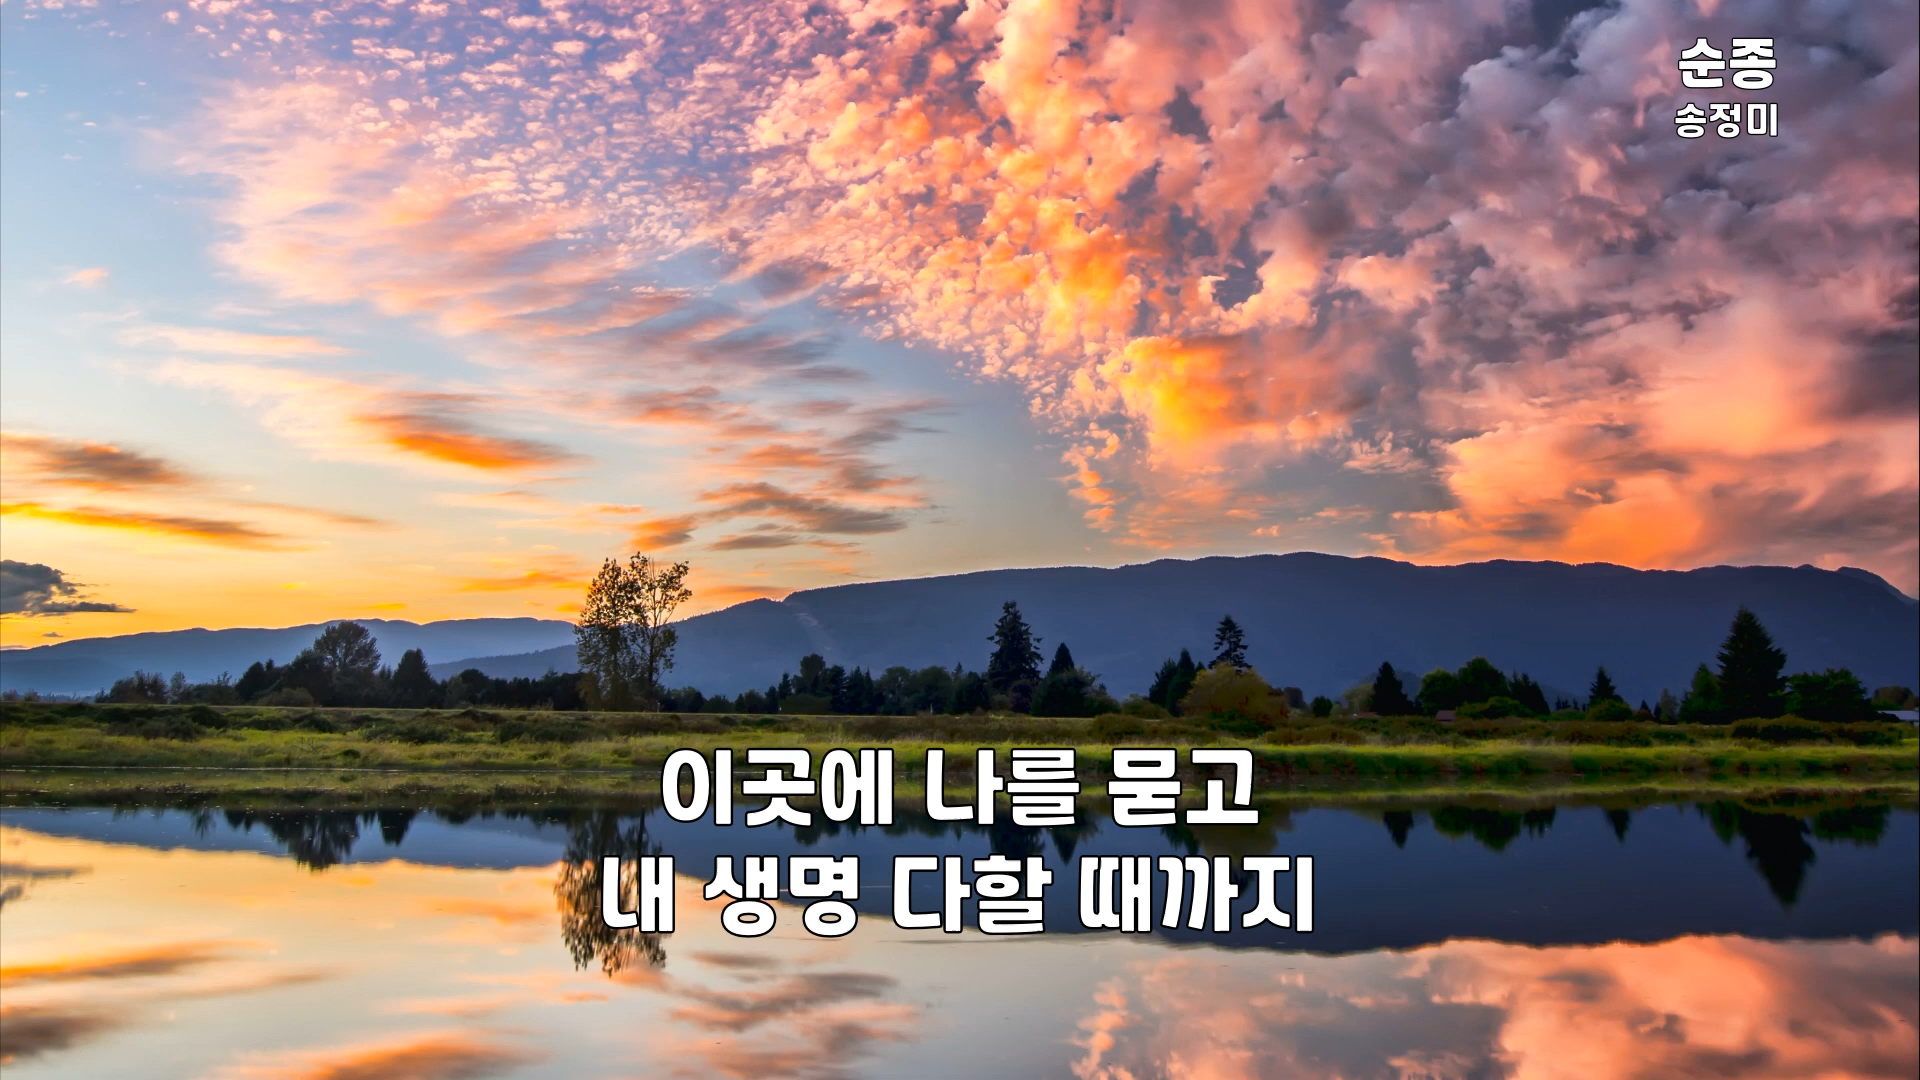 순종
송정미
이곳에 나를 묻고
내 생명 다할 때까지